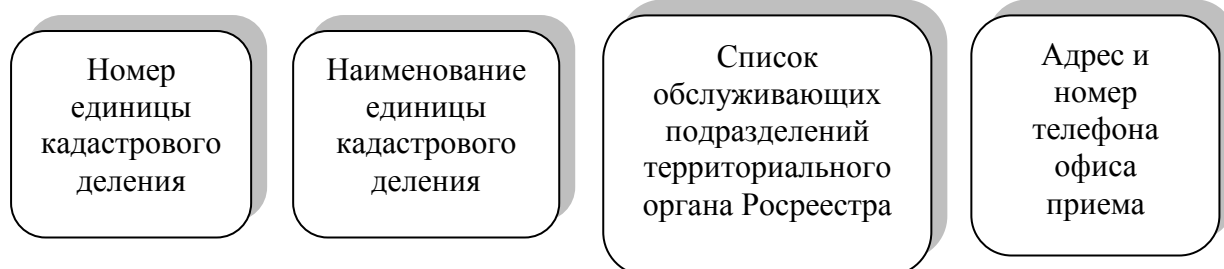 Номер
единицы
кадастрового
деления
Наименование
единицы
кадастрового
деления
Список
обслуживающих
подразделений
территориального
органа Росреестра
Адрес и
номер
телефона
офиса
приема